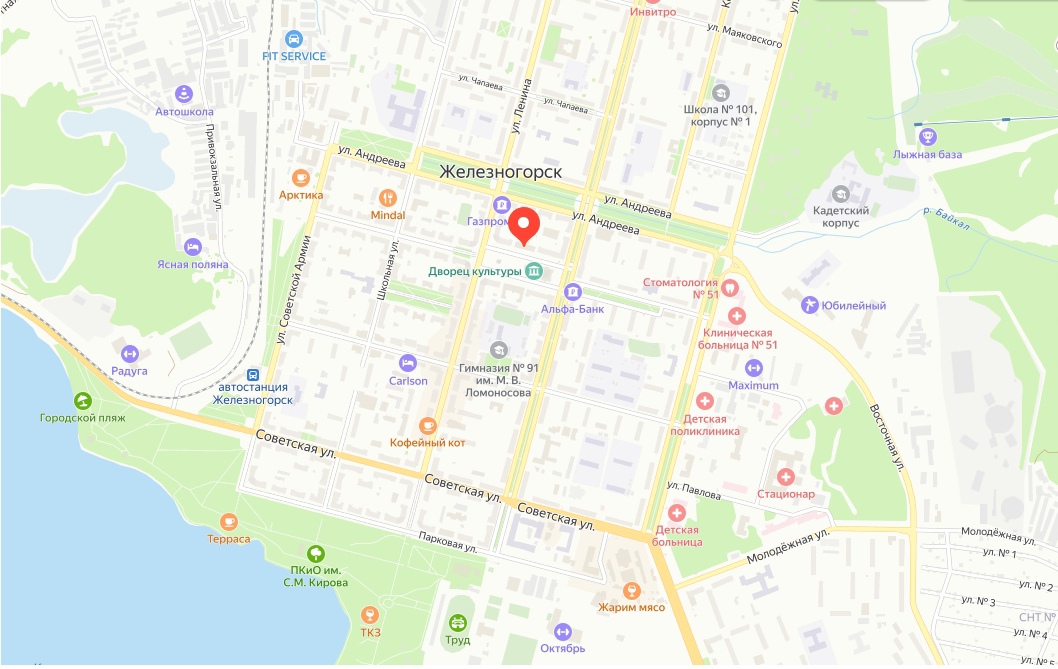 Инвитро
ул. Маяковского
FIT SERVICE
ул. Чапаева
ул. Ленина
ул. Чапаева
Школа № 101,
корпус № 1
Автошкола
Привокзальная ул.
Лыжная база
ул. Андреева
Железногорск
Арктика
Mindal
Газпром
ул. Андреева
ул. Андреева
Кадетский
корпус
р. Байкал
Ясная поляна
ул. Советской Армии
Школьная ул.
Дворец культуры
Стоматология
№ 51
Альфа-Банк
Юбилейный
Клиническая
больница № 51
Радуга
Carlson
Гимназия № 91
им. М. В.
Ломоносова
Maximum
автостанция
Железногорск
Городской пляж
Детская
поликлиника
Восточная ул.
Кофейный кот
Советская ул.
Советская ул.
Советская ул.
ул. Павлова
Стационар
Детская
больница
Терраса
Парковая ул.
Молодёжная ул.
Молодёжная ул.
ул. № 1
ПКиО им.
С.М. Кирова
ул. № 2
Жарим мясо
ул. № 3
СНТ №
ТКЗ
Труд
Октябрь
ул. № 4
ул. № 5